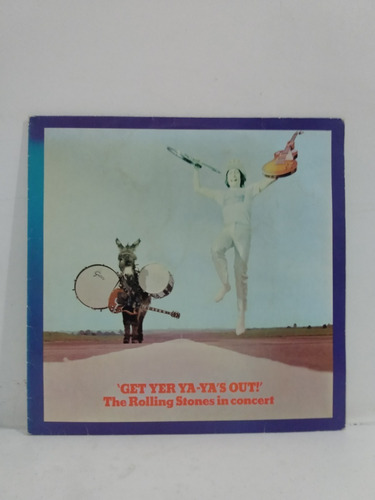 'GET YER YA-YA'S OUT!'
The Rolling Stones in concert